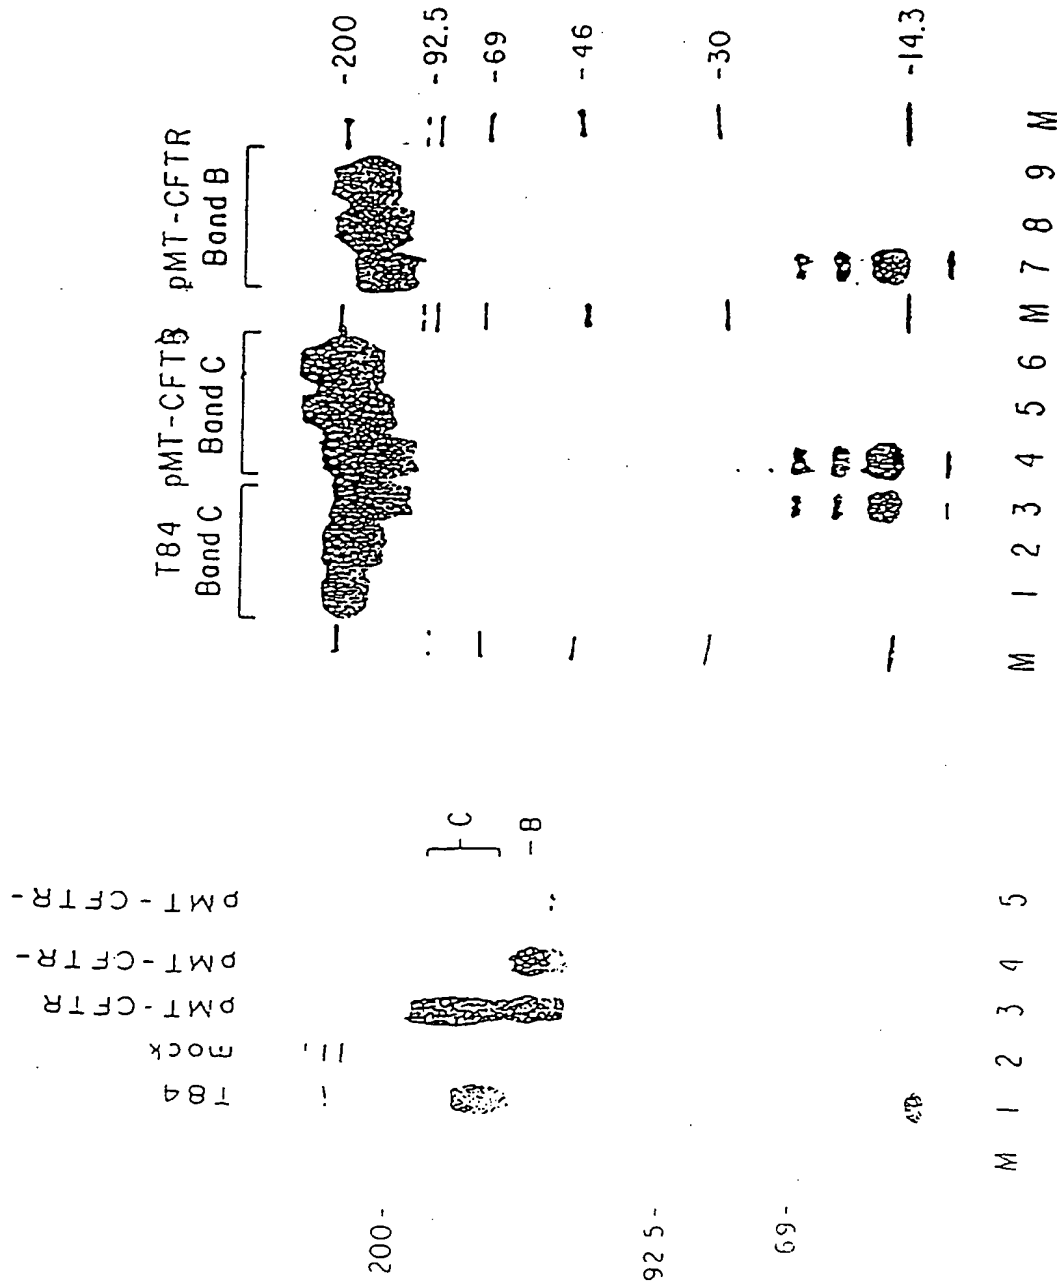 T84
Band C
pMT-CFTR
Band C
pMT-CFTR
Band B
-200
-92.5
-69
-46
-30
-14.3
M 1 2 3 4 5 6 M 7 8 9 M
T84
mock
pMT-CFTR
pMT-CFTR-
pMT-CFTR-
C
-B
200-
92 5-
69-
M 1 2 3 4 5